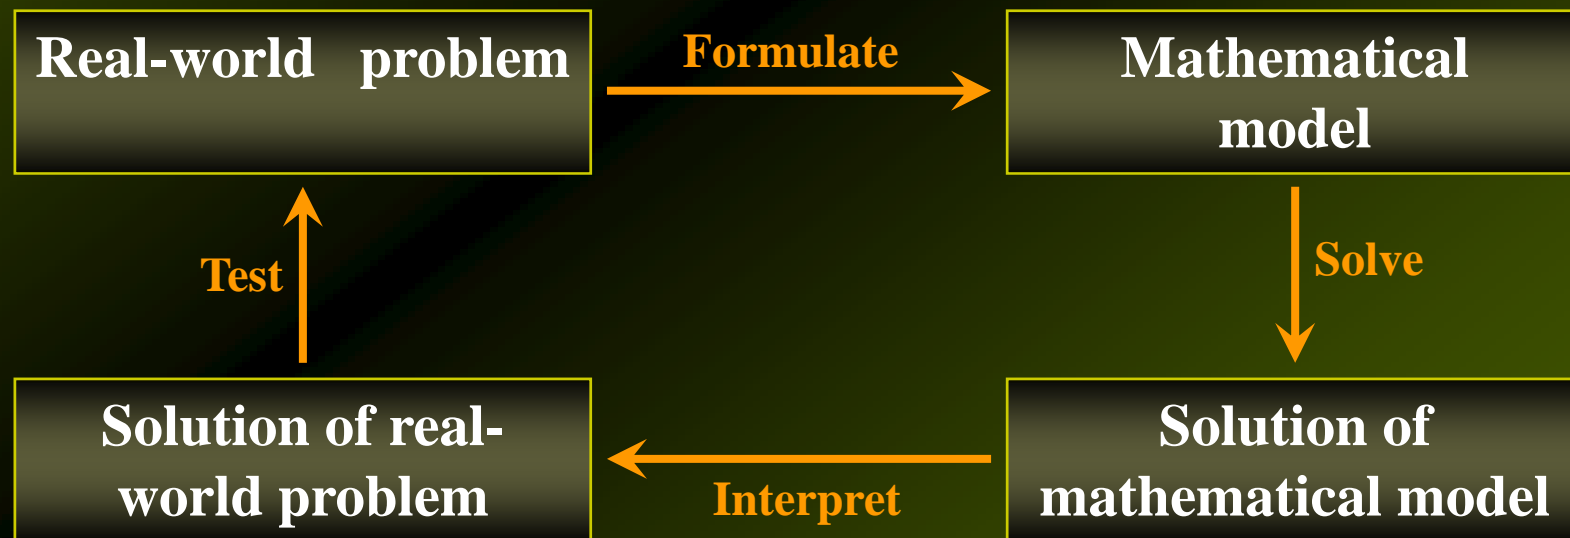 Real-world problem
Formulate
Mathematical
model
Test
Solve
Solution of real-
world problem
Interpret
Solution of
mathematical model